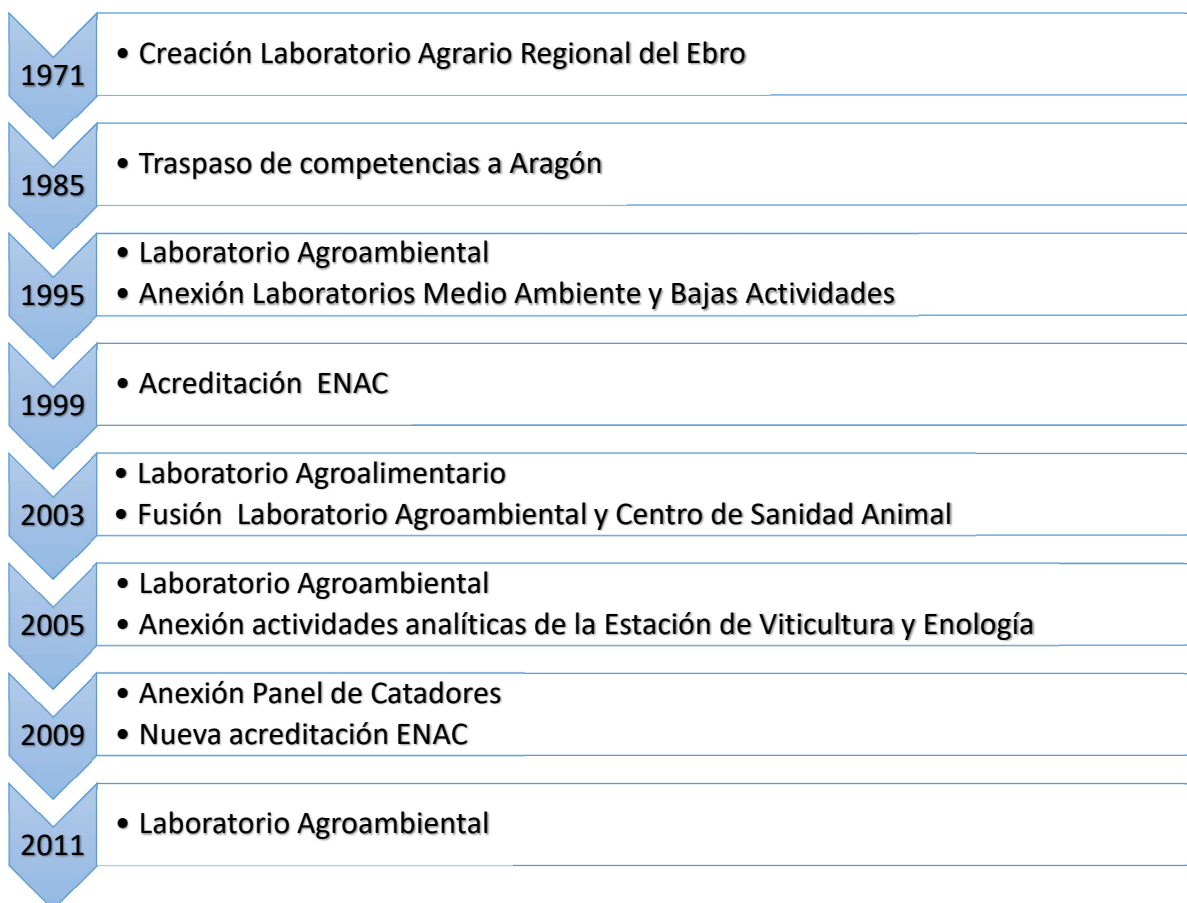 1971
• Creación Laboratorio Agrario Regional del Ebro
1985
• Traspaso de competencias a Aragón
1995
• Laboratorio Agroambiental
• Anexión Laboratorios Medio Ambiente y Bajas Actividades
1999
• Acreditación ENAC
2003
• Laboratorio Agroalimentario
• Fusión Laboratorio Agroambiental y Centro de Sanidad Animal
2005
• Laboratorio Agroambiental
• Anexión actividades analíticas de la Estación de Viticultura y Enología
2009
• Anexión Panel de Catadores
• Nueva acreditación ENAC
2011
• Laboratorio Agroambiental